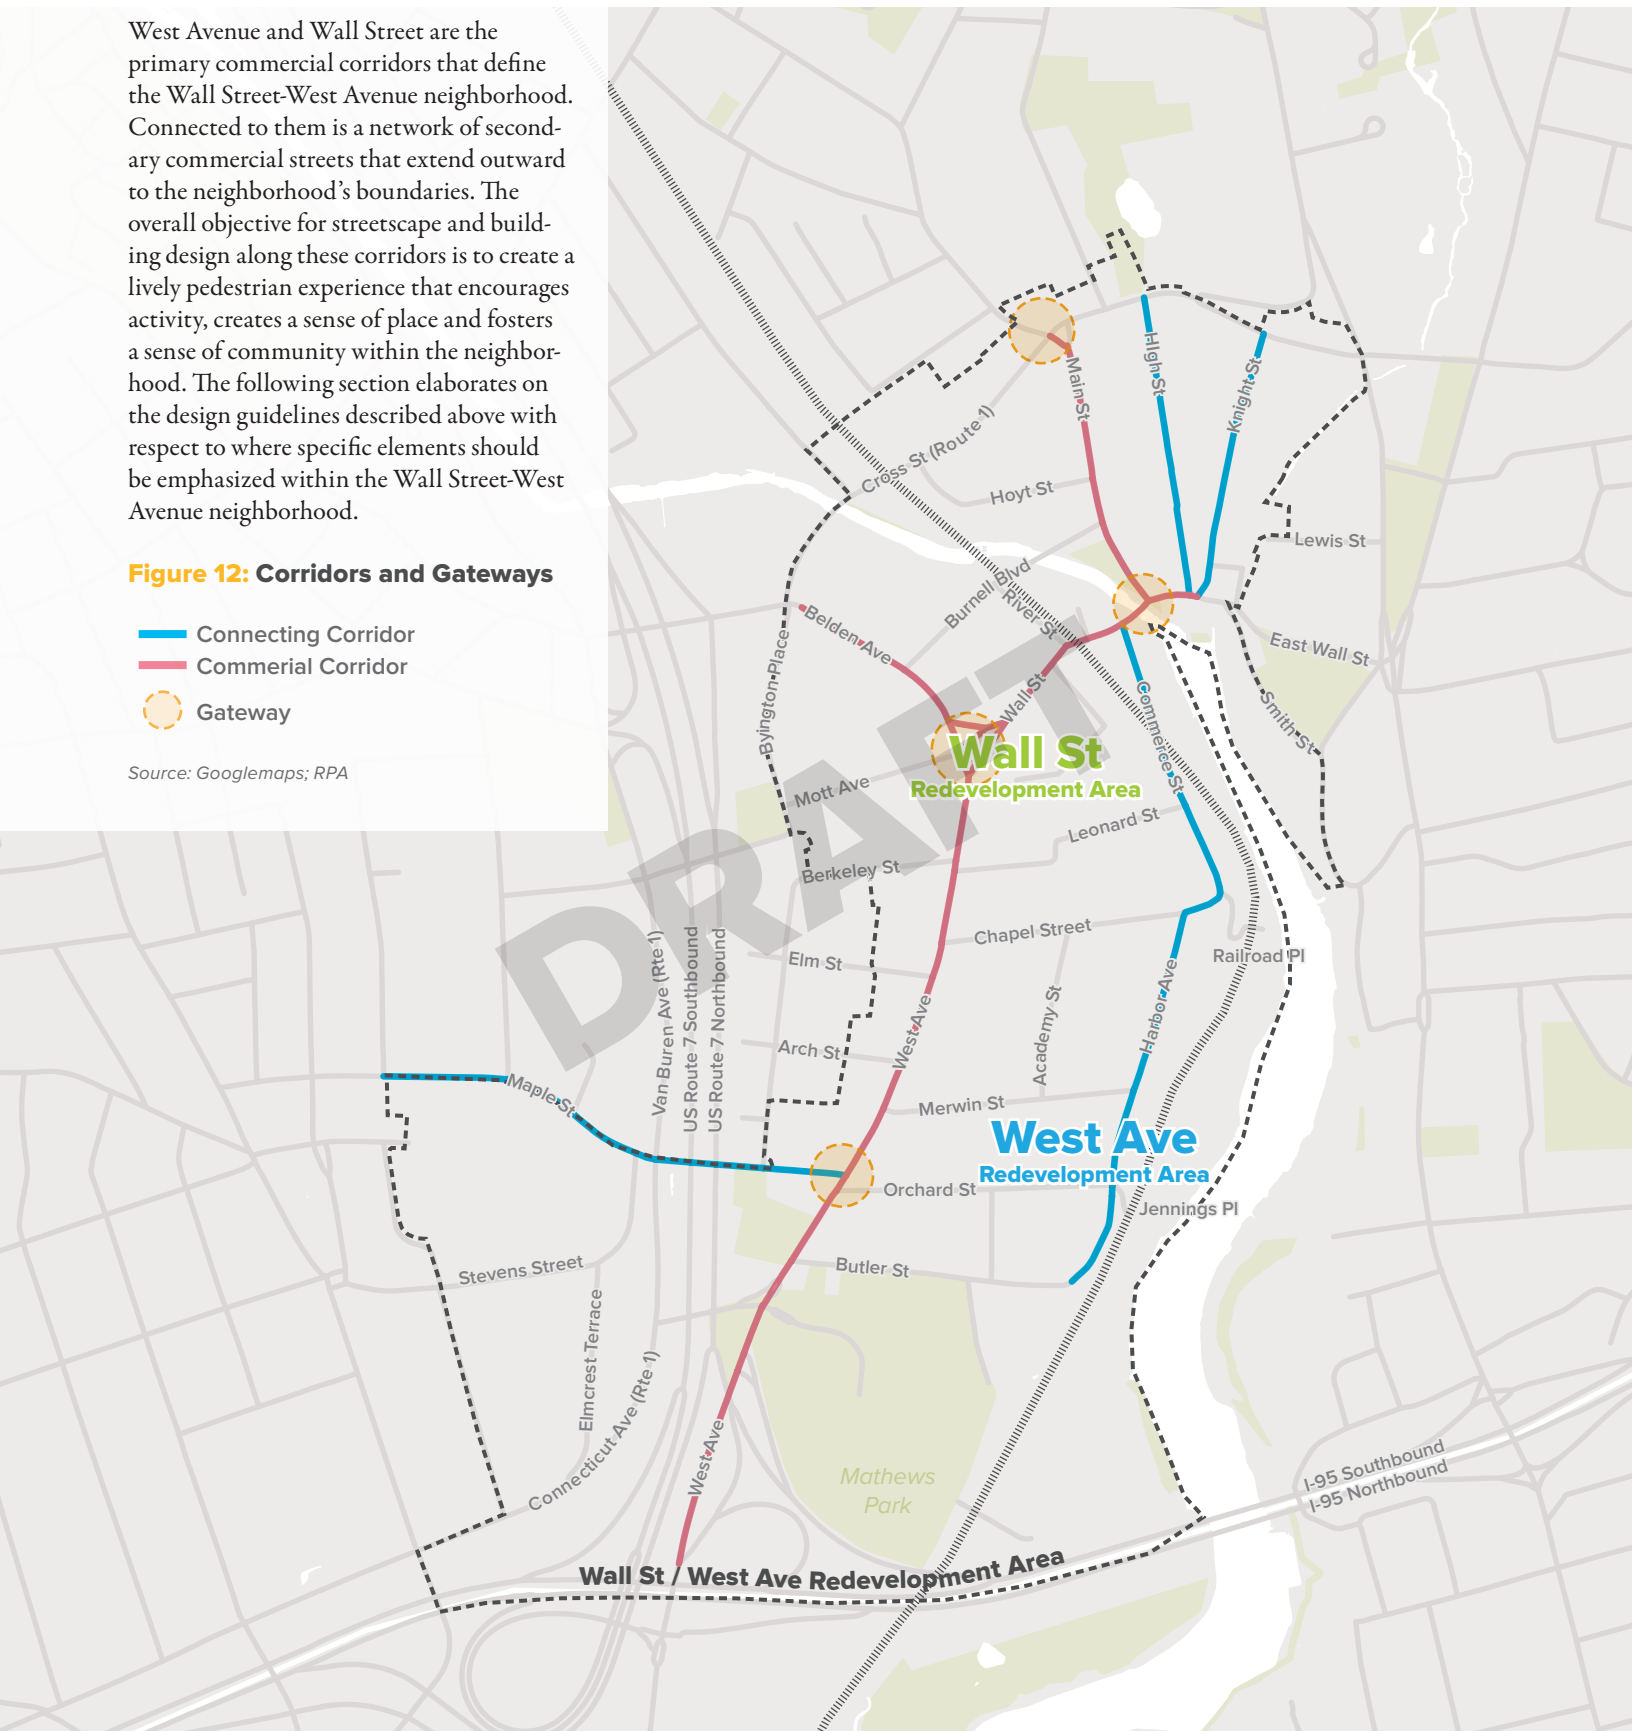 West Avenue and Wall Street are the
primary commercial corridors that define
the Wall Street-West Avenue neighborhood.
Connected to them is a network of second-
ary commercial streets that extend outward
to the neighborhood's boundaries. The
overall objective for streetscape and build-
ing design along these corridors is to create a
lively pedestrian experience that encourages
activity, creates a sense of place and fosters
a sense of community within the neighbor-
hood. The following section elaborates on
the design guidelines described above with
respect to where specific elements should
be emphasized within the Wall Street-West
Avenue neighborhood.
Figure 12: Corridors and Gateways
Connecting Corridor
Commerial Corridor
Gateway
Source: Googlemaps; RPA
Main St
HIgh St
Knight St
Cross St (Route 1)
Hoyt St
Lewis St
Burnell Blvd
River St
Belden Ave
East Wall St
Byington Place
Wall St
Commerce St
Smith St
Wall St
Redevelopment Area
Mott Ave
Leonard St
Berkeley St
DRAFT
Chapel Street
Elm St
Railroad Pl
Van Buren Ave (Rte 1)
US Route 7 Southbound
US Route 7 Northbound
West Ave
Academy St
Harbor Ave
Arch St
Maple St
Merwin St
West Ave
Redevelopment Area
Orchard St
Jennings Pl
Stevens Street
Butler St
Elmcrest Terrace
Connecticut Ave (Rte 1)
West Ave
Mathews
Park
I-95 Southbound
I-95 Northbound
Wall St / West Ave Redevelopment Area